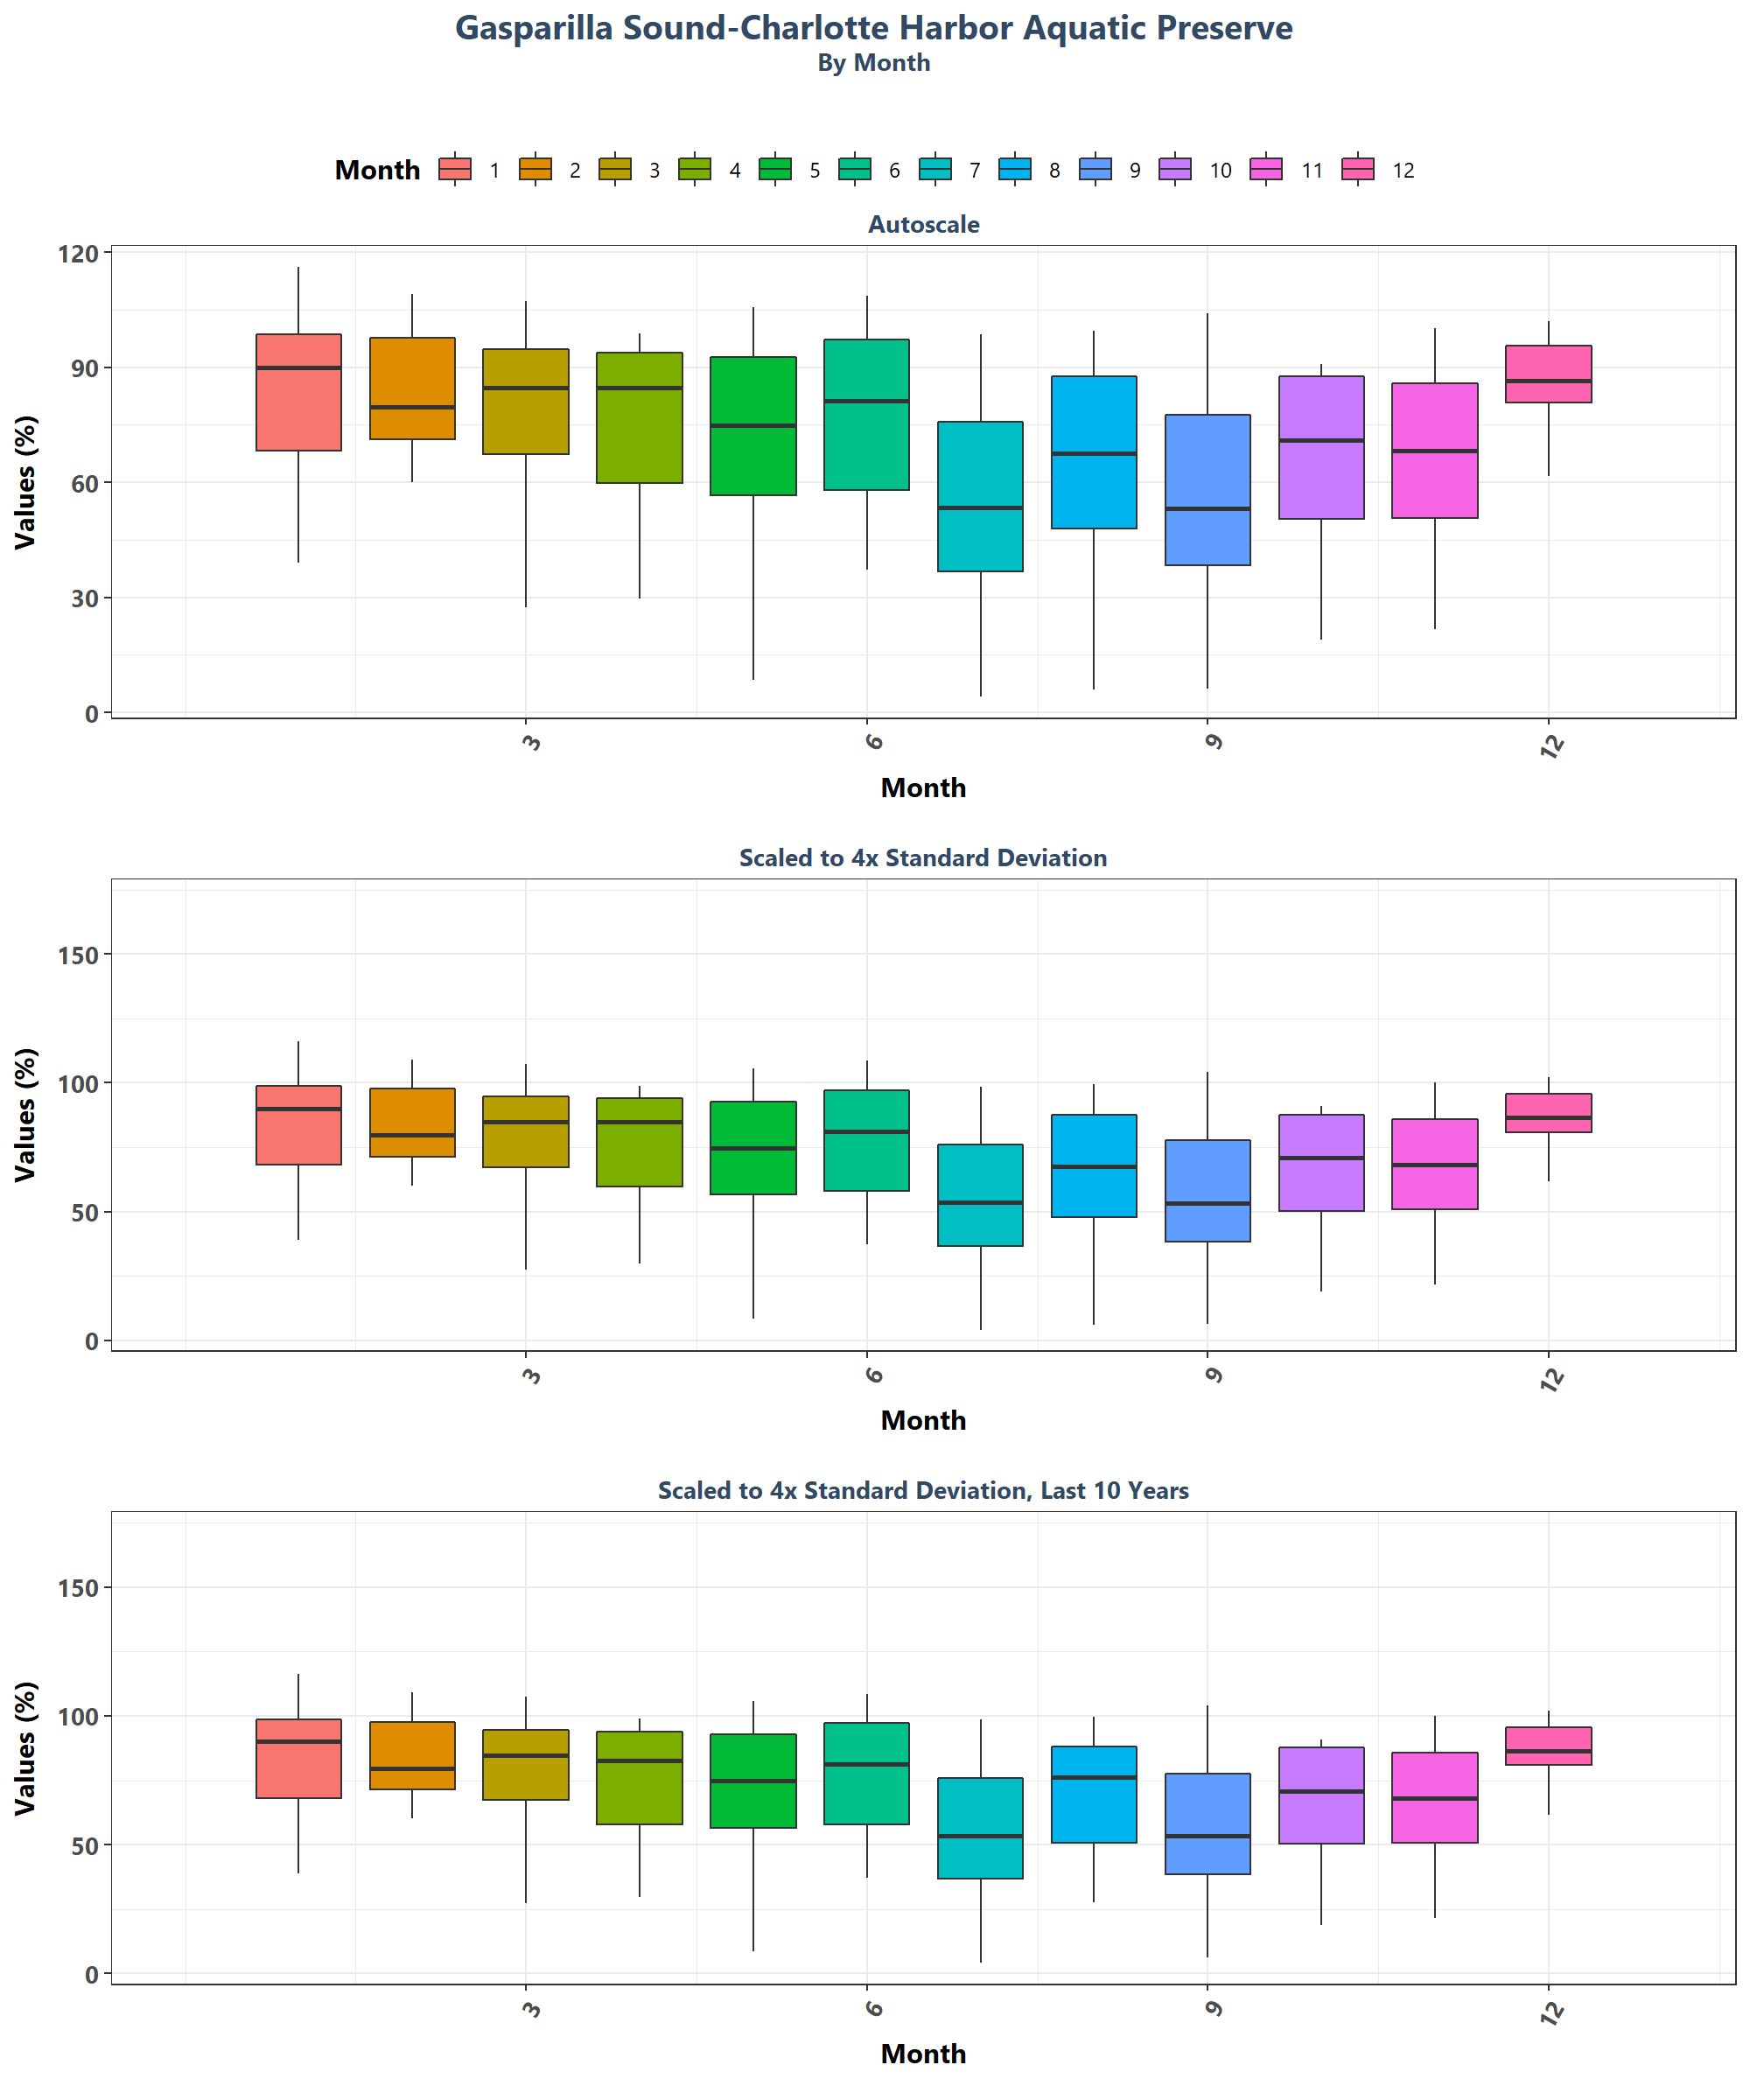 Gasparilla Sound-Charlotte Harbor Aquatic Preserve
By Month
Month 1 2 3 4 5 6 7 8 9 10 11 12
Autoscale
120
90
60
30
0
Values (%)
3 6 9 12
Month
Scaled to 4x Standard Deviation
150
100
50
0
Values (%)
3 6 9 12
Month
Scaled to 4x Standard Deviation, Last 10 Years
150
100
50
0
Values (%)
3 6 9 12
Month